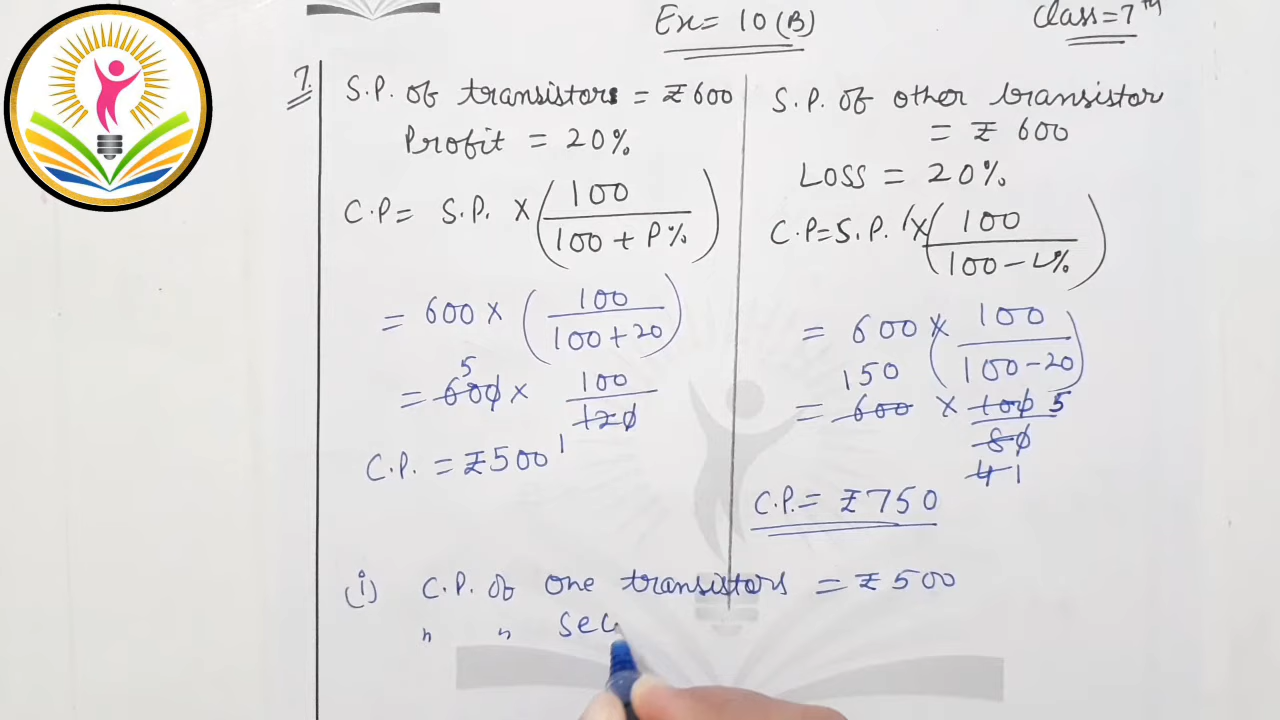 Ex= 10 (B)
Class=7th
7.
S.P. of transistors = ₹600
Profit = 20%
C.P= S.P. × (100 / 100 + P%)
= 600 × (100 / 100+20)
= 600 5 × 100 / 120 1
C.P. = ₹500
S.P. of other transistor
= ₹ 600
Loss = 20%
C.P=S.P. × (100 / 100 - L%)
= 600 × (100 / 100-20)
= 600 150 × 100 5 / 80 4 1
C.P.= ₹750
(i) C.P. of one transistors = ₹500
" " Sec